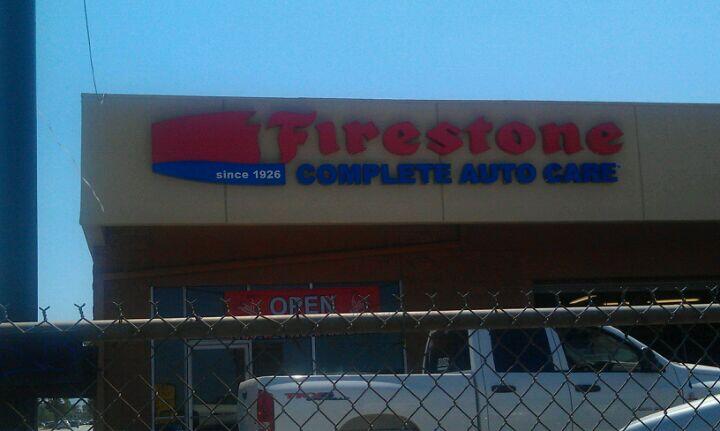 Firestone
since 1926 COMPLETE AUTO CARE
OPEN